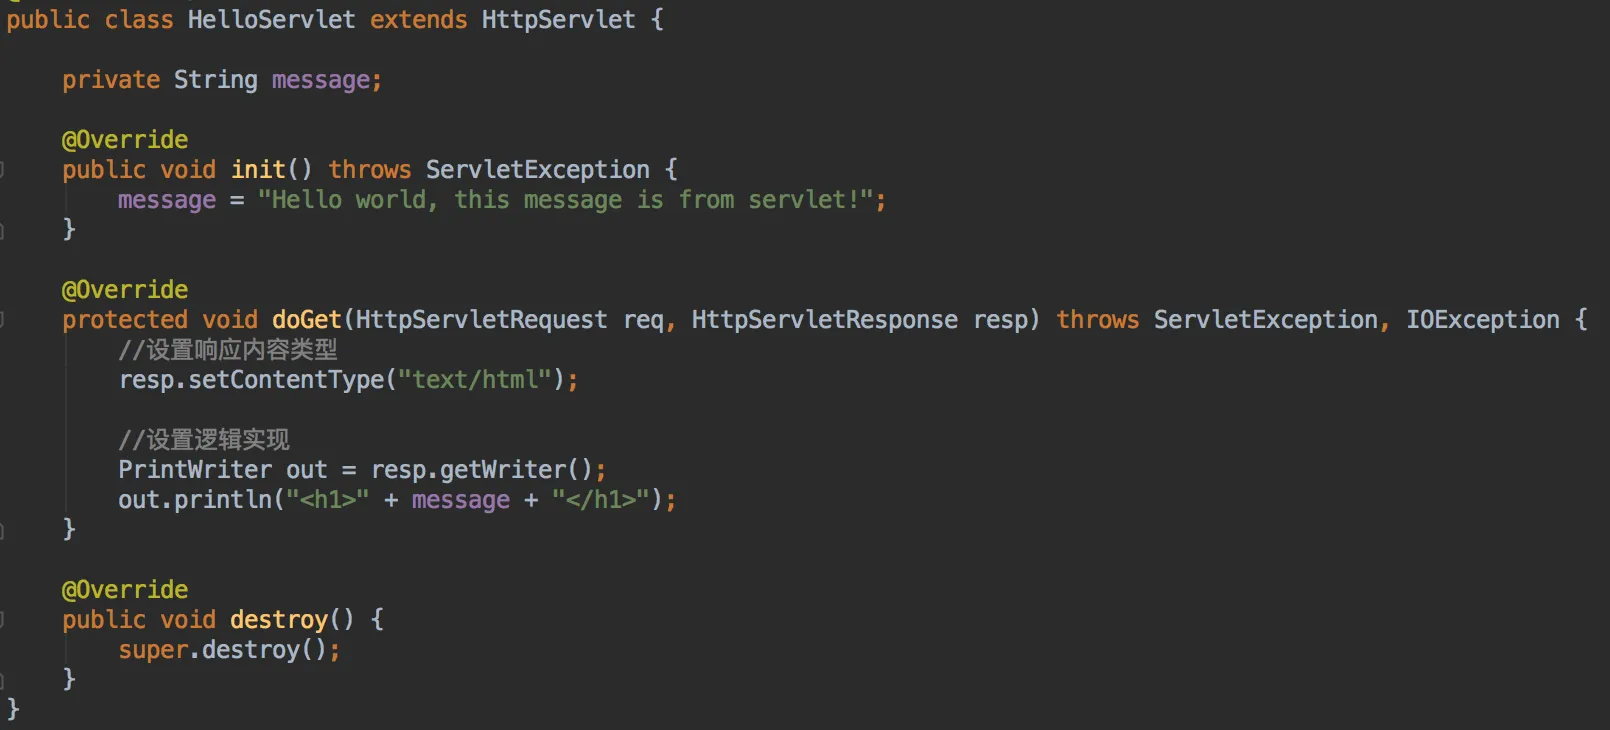 public class HelloServlet extends HttpServlet {
private String message;
@Override
public void init() throws ServletException {
message = "Hello world, this message is from servlet!";
}
@Override
protected void doGet(HttpServletRequest req, HttpServletResponse resp) throws ServletException, IOException {
//设置响应内容类型
resp.setContentType("text/html");
//设置逻辑实现
PrintWriter out = resp.getWriter();
out.println("<h1>" + message + "</h1>");
}
@Override
public void destroy() {
super.destroy();
}
}